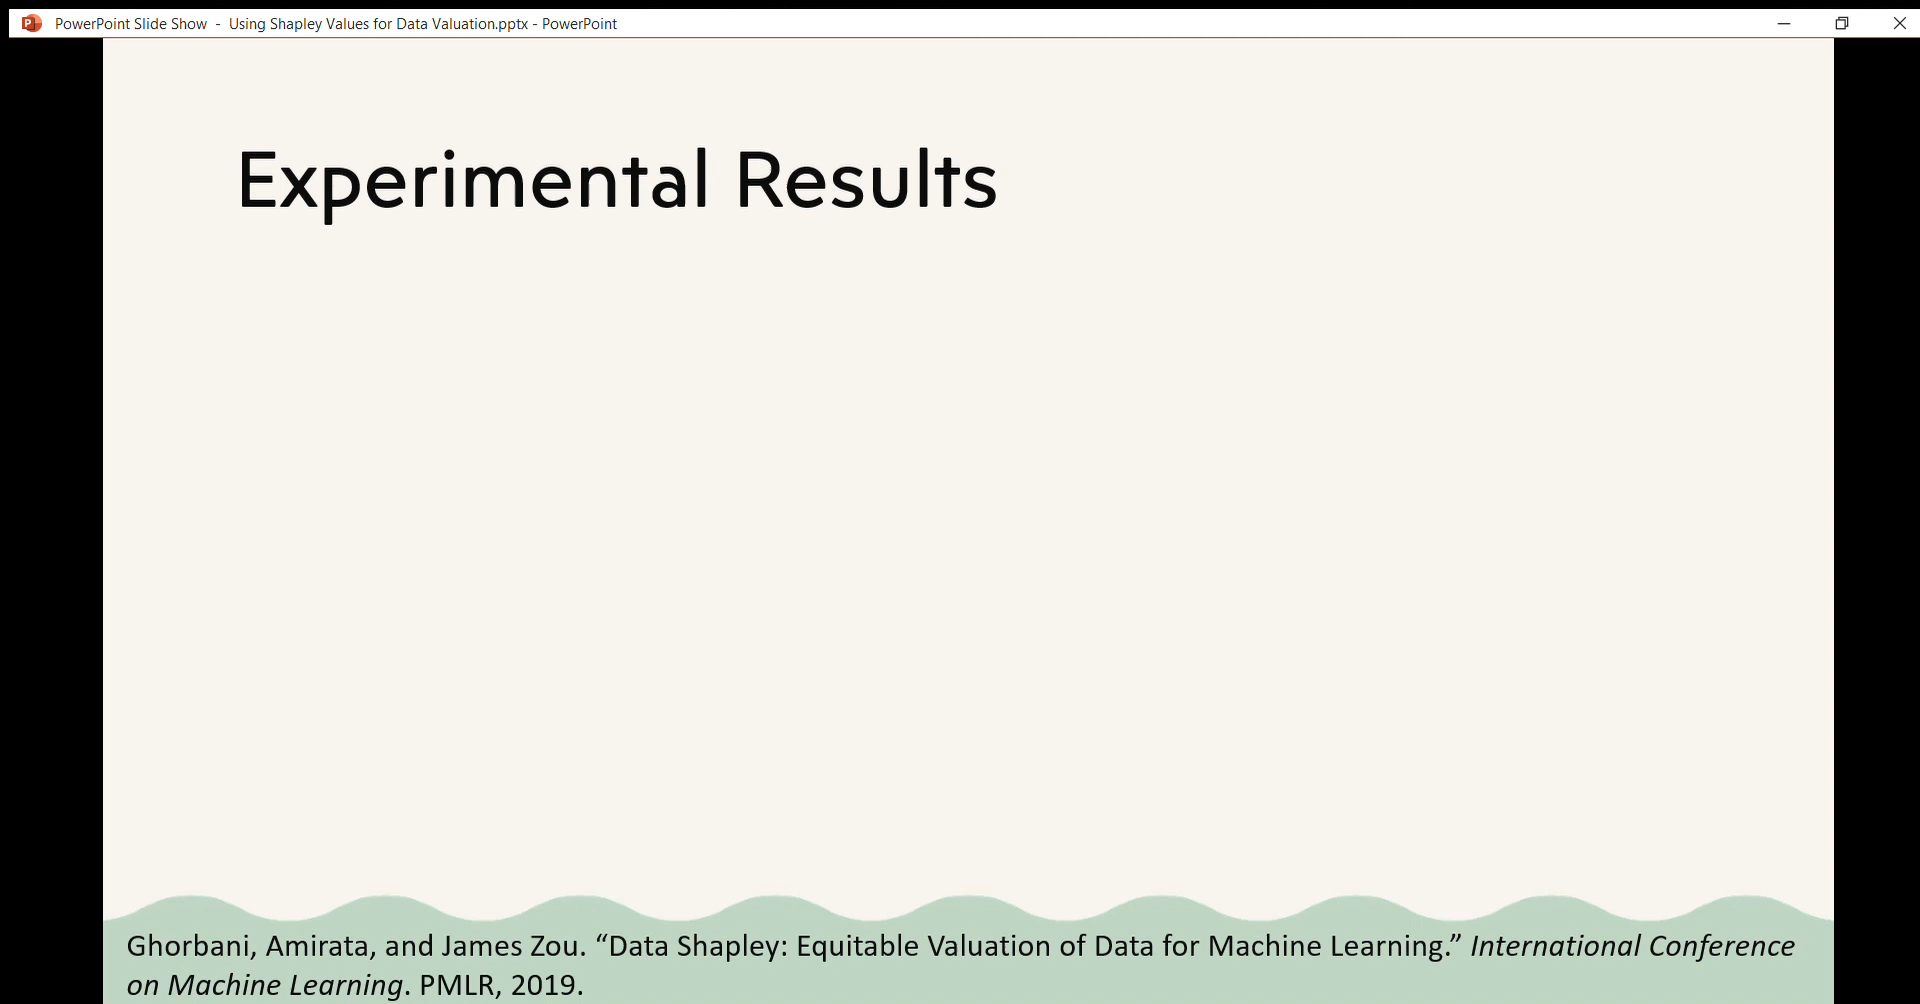 PowerPoint Slide Show - Using Shapley Values for Data Valuation.pptx - PowerPoint
Experimental Results
Ghorbani, Amirata, and James Zou. “Data Shapley: Equitable Valuation of Data for Machine Learning.” International Conference
on Machine Learning. PMLR, 2019.